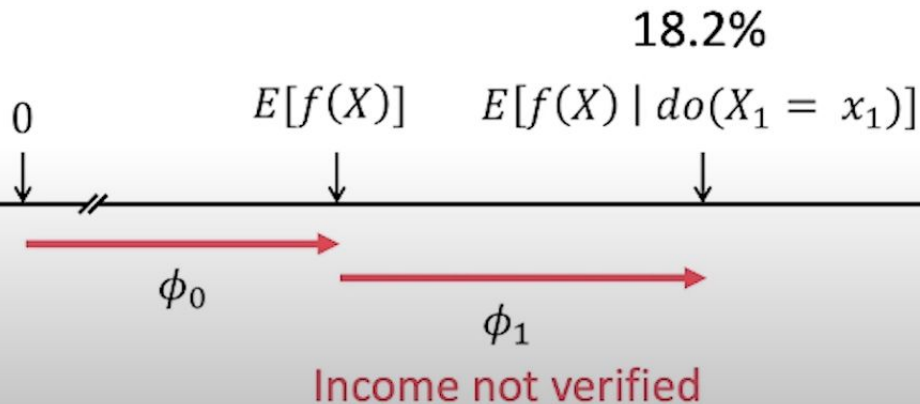 18.2%
0
E[f(X)]
E[f(X) | do(X₁ = x₁)]
ϕ₀
ϕ₁
Income not verified